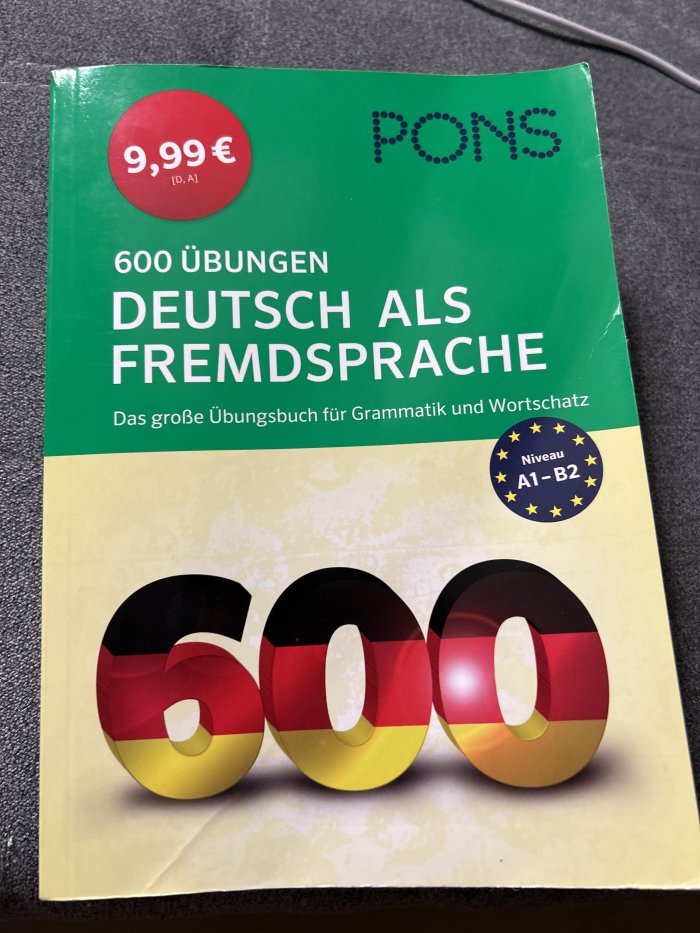 PONS
9,99 €
[D, A]
600 ÜBUNGEN
DEUTSCH ALS
FREMDSPRACHE
Das große Übungsbuch für Grammatik und Wortschatz
Niveau
A1 – B2
600